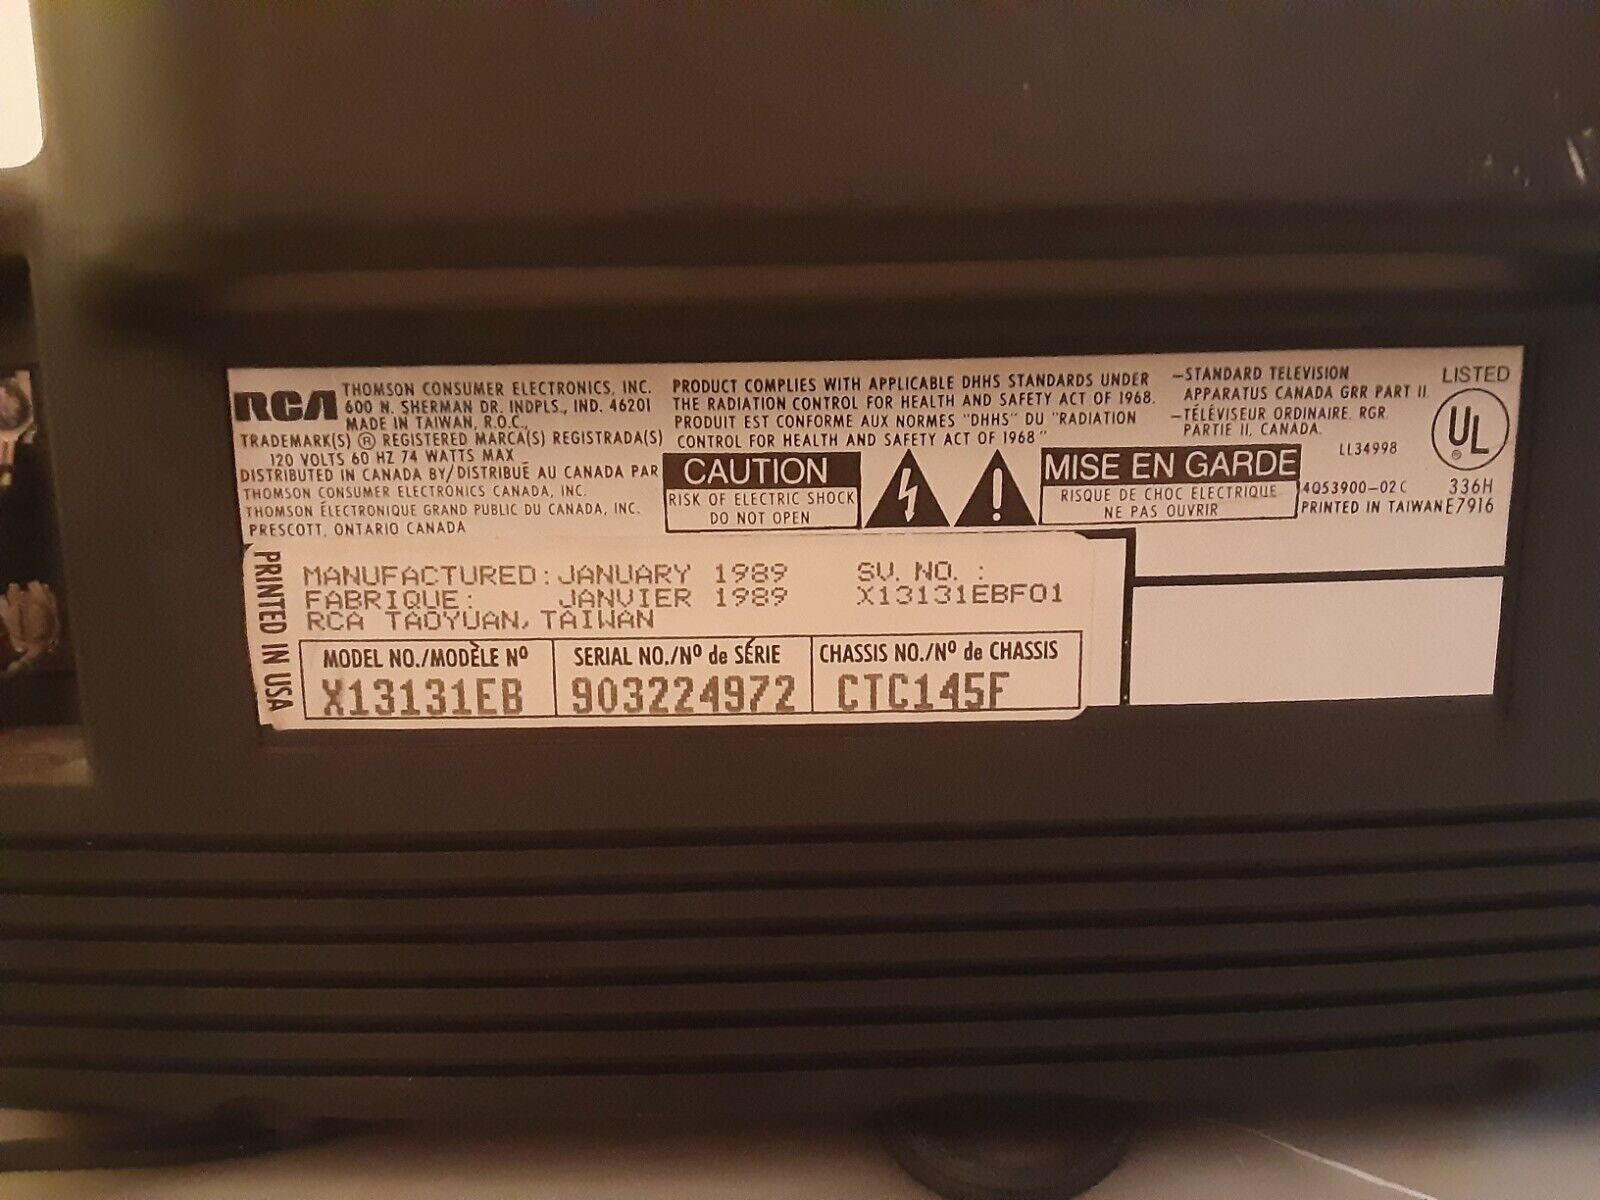 RCA THOMSON CONSUMER ELECTRONICS, INC.
600 N. SHERMAN DR. INDPLS., IND. 46201
MADE IN TAIWAN, R.O.C.,
TRADEMARK(S) ® REGISTERED MARCA(S) REGISTRADA(S)
120 VOLTS 60 HZ 74 WATTS MAX
DISTRIBUTED IN CANADA BY/DISTRIBUÉ AU CANADA PAR
THOMSON CONSUMER ELECTRONICS CANADA, INC.
THOMSON ÉLECTRONIQUE GRAND PUBLIC DU CANADA, INC.
PRESCOTT, ONTARIO CANADA
PRODUCT COMPLIES WITH APPLICABLE DHHS STANDARDS UNDER
THE RADIATION CONTROL FOR HEALTH AND SAFETY ACT OF 1968.
PRODUIT EST CONFORME AUX NORMES "DHHS" DU "RADIATION
CONTROL FOR HEALTH AND SAFETY ACT OF 1968"
CAUTION
RISK OF ELECTRIC SHOCK
DO NOT OPEN
MISE EN GARDE
RISQUE DE CHOC ELECTRIQUE
NE PAS OUVRIR
-STANDARD TELEVISION
APPARATUS CANADA GRR PART II.
-TÉLÉVISEUR ORDINAIRE. RGR.
PARTIE II, CANADA.
LL34998
LISTED
UL
®
4Q53900-02C
PRINTED IN TAIWAN
336H
E7916
PRINTED IN USA
MANUFACTURED: JANUARY 1989
FABRIQUE: JANVIER 1989
RCA TAOYUAN, TAIWAN
SV. NO. :
X13131EBF01
MODEL NO./MODÈLE Nº
X13131EB
SERIAL NO./Nº de SÉRIE
903224972
CHASSIS NO./Nº de CHASSIS
CTC145F